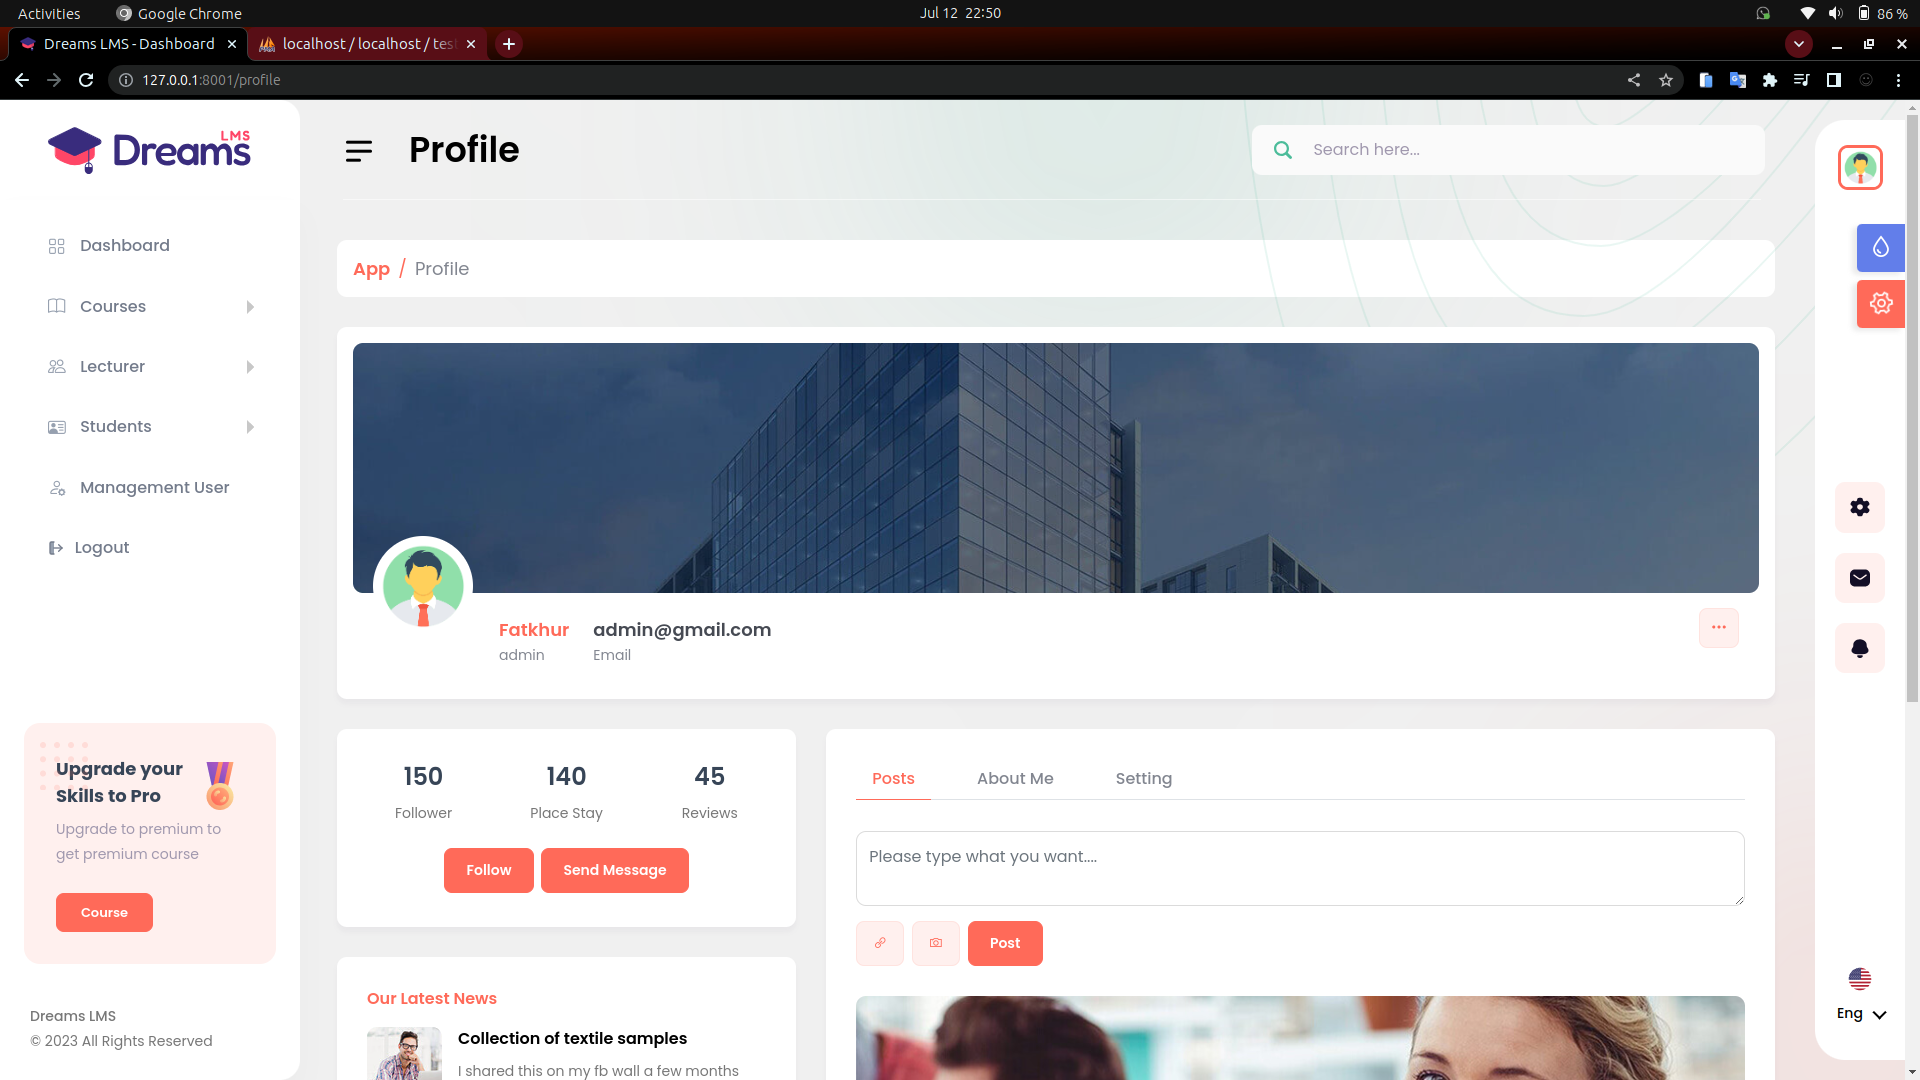 Activities
Google Chrome
Jul 12 22:50
86 %
Dreams LMS - Dashboard
localhost / localhost / tes
127.0.0.1:8001/profile
Dreams LMS
Profile
Search here...
Dashboard
Courses
Lecturer
Students
Management User
Logout
App / Profile
Fatkhur
admin
admin@gmail.com
Email
150
Follower
140
Place Stay
45
Reviews
Follow
Send Message
Posts
About Me
Setting
Please type what you want....
Post
Upgrade your
Skills to Pro
Upgrade to premium to
get premium course
Course
Our Latest News
Collection of textile samples
I shared this on my fb wall a few months
Dreams LMS
© 2023 All Rights Reserved
Eng